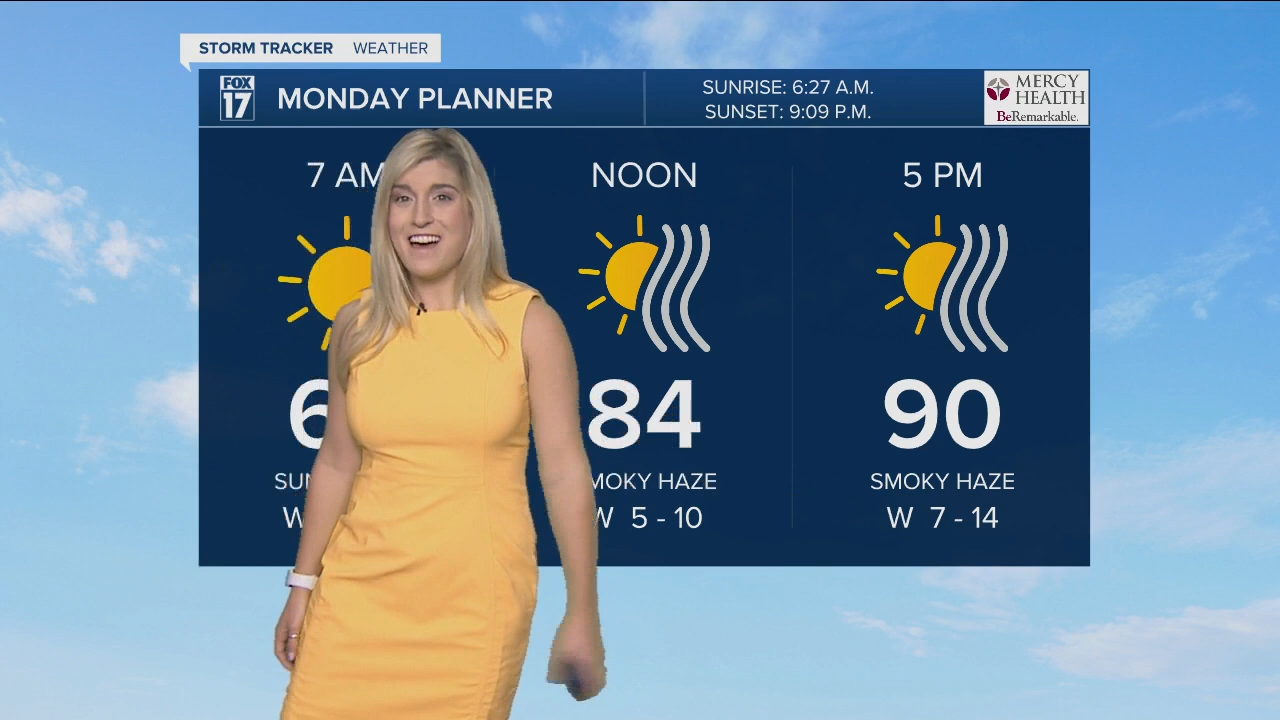 STORM TRACKER WEATHER
FOX 17
MONDAY PLANNER
SUNRISE: 6:27 A.M.
SUNSET: 9:09 P.M.
MERCY
HEALTH
BeRemarkable.
7 AM
NOON
5 PM
84
90
SMOKY HAZE
W 5 - 10
SMOKY HAZE
W 7 - 14